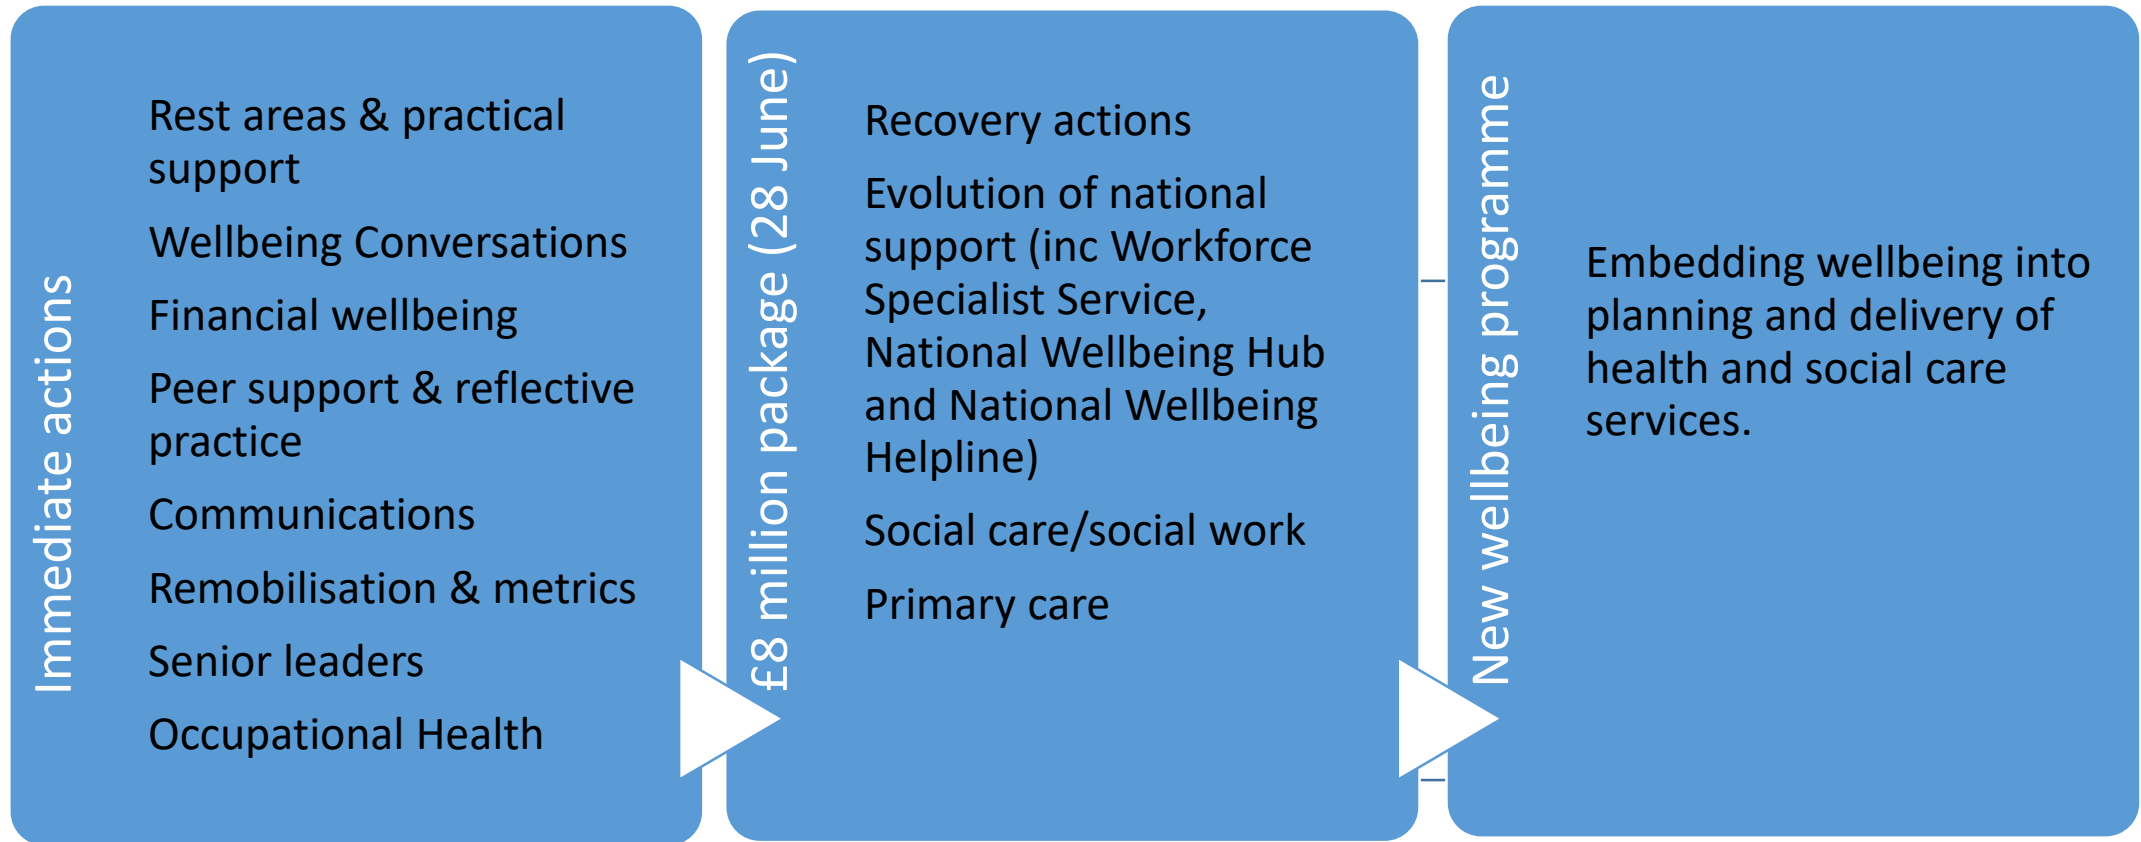 Immediate actions
Rest areas & practical
support
Wellbeing Conversations
Financial wellbeing
Peer support & reflective
practice
Communications
Remobilisation & metrics
Senior leaders
Occupational Health
£8 million package (28 June)
Recovery actions
Evolution of national
support (inc Workforce
Specialist Service,
National Wellbeing Hub
and National Wellbeing
Helpline)
Social care/social work
Primary care
New wellbeing programme
Embedding wellbeing into
planning and delivery of
health and social care
services.